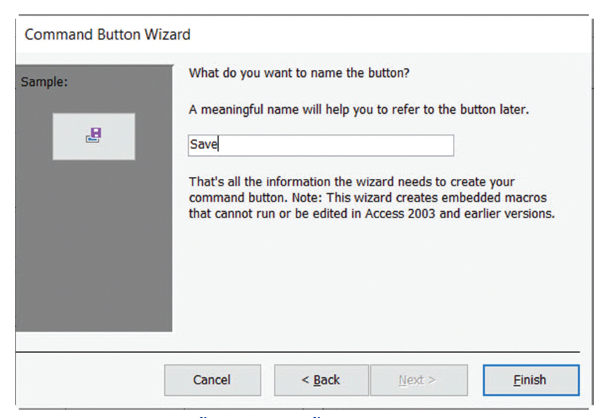 Command Button Wizard
Sample:
What do you want to name the button?
A meaningful name will help you to refer to the button later.
Save
That's all the information the wizard needs to create your
command button. Note: This wizard creates embedded macros
that cannot run or be edited in Access 2003 and earlier versions.
Cancel
< Back
Next >
Finish